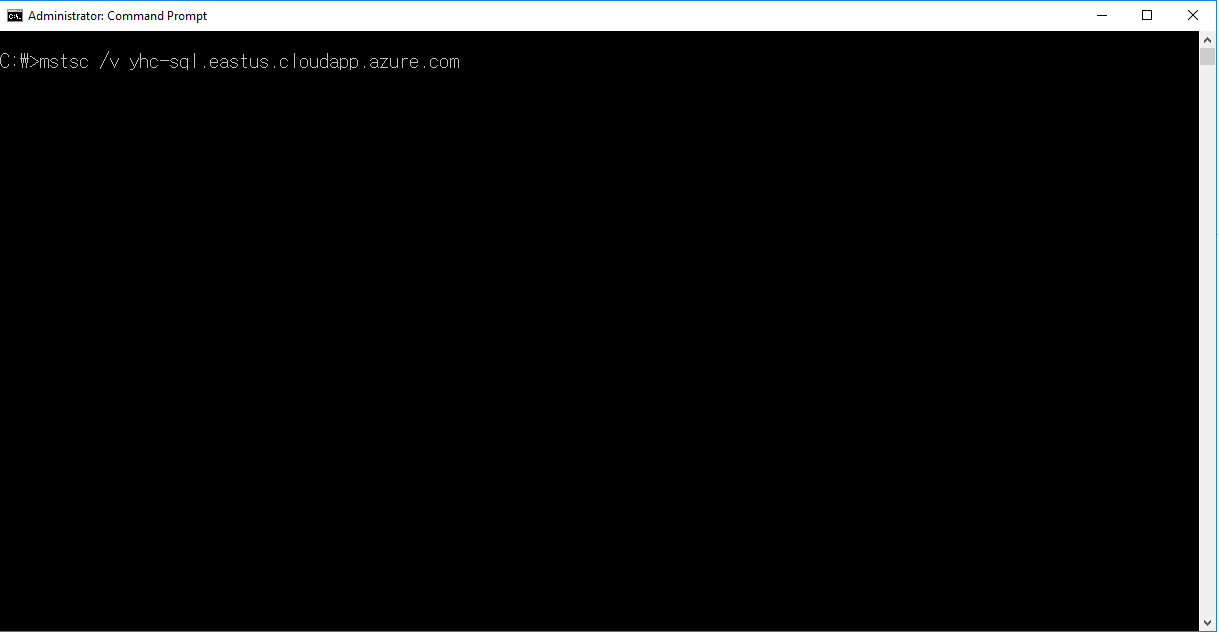 Administrator: Command Prompt
C:₩>mstsc /v yhc-sql.eastus.cloudapp.azure.com